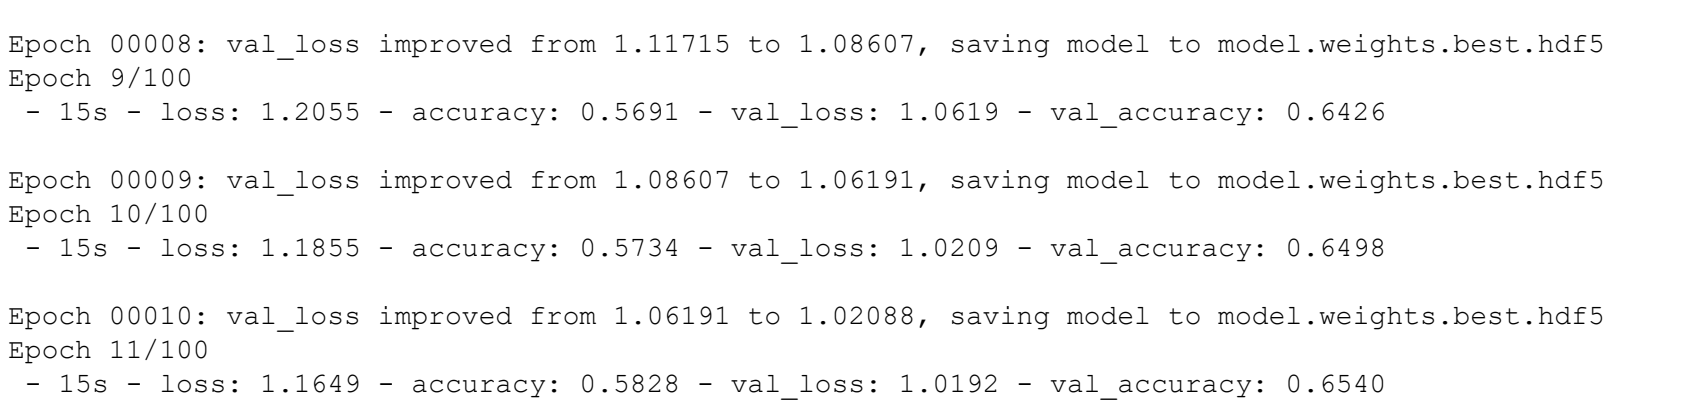 Epoch 00008: val_loss improved from 1.11715 to 1.08607, saving model to model.weights.best.hdf5
Epoch 9/100
 - 15s - loss: 1.2055 - accuracy: 0.5691 - val_loss: 1.0619 - val_accuracy: 0.6426
Epoch 00009: val_loss improved from 1.08607 to 1.06191, saving model to model.weights.best.hdf5
Epoch 10/100
 - 15s - loss: 1.1855 - accuracy: 0.5734 - val_loss: 1.0209 - val_accuracy: 0.6498
Epoch 00010: val_loss improved from 1.06191 to 1.02088, saving model to model.weights.best.hdf5
Epoch 11/100
 - 15s - loss: 1.1649 - accuracy: 0.5828 - val_loss: 1.0192 - val_accuracy: 0.6540